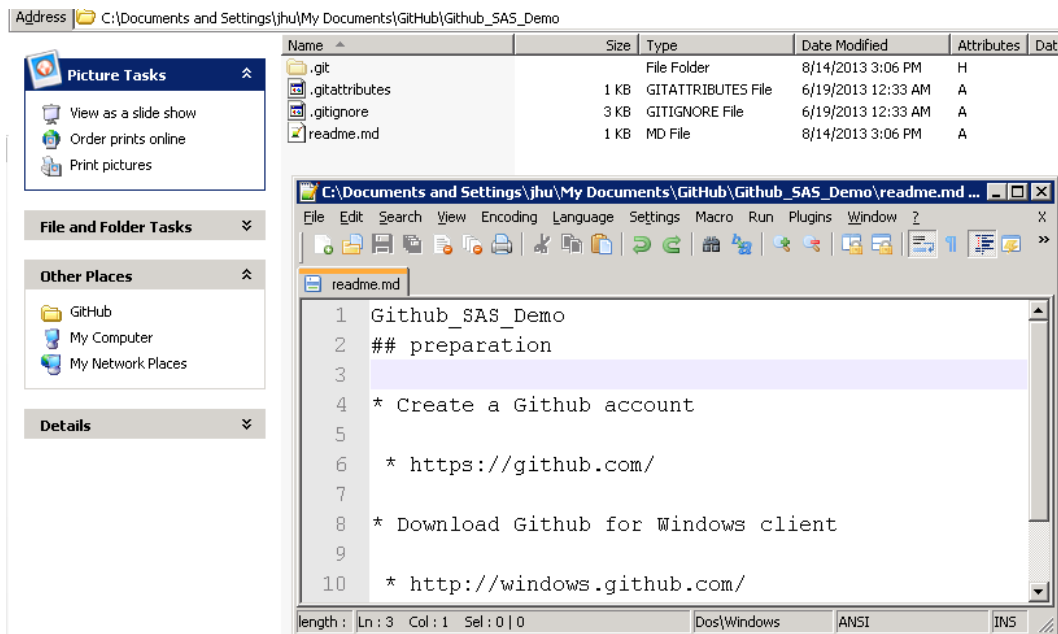 Address C:\Documents and Settings\jhu\My Documents\GitHub\Github_SAS_Demo
Name Size Type Date Modified Attributes Dat
.git File Folder 8/14/2013 3:06 PM H
.gitattributes 1 KB GITATTRIBUTES File 6/19/2013 12:33 AM A
.gitignore 3 KB GITIGNORE File 6/19/2013 12:33 AM A
readme.md 1 KB MD File 8/14/2013 3:06 PM A
Picture Tasks
View as a slide show
Order prints online
Print pictures
File and Folder Tasks
Other Places
GitHub
My Computer
My Network Places
Details
C:\Documents and Settings\jhu\My Documents\GitHub\Github_SAS_Demo\readme.md ...
File Edit Search View Encoding Language Settings Macro Run Plugins Window ? X
readme.md
1 Github_SAS_Demo
2 ## preparation
3
4 * Create a Github account
5
6 * https://github.com/
7
8 * Download Github for Windows client
9
10 * http://windows.github.com/
length : Ln : 3 Col : 1 Sel : 0 | 0 Dos\Windows ANSI INS